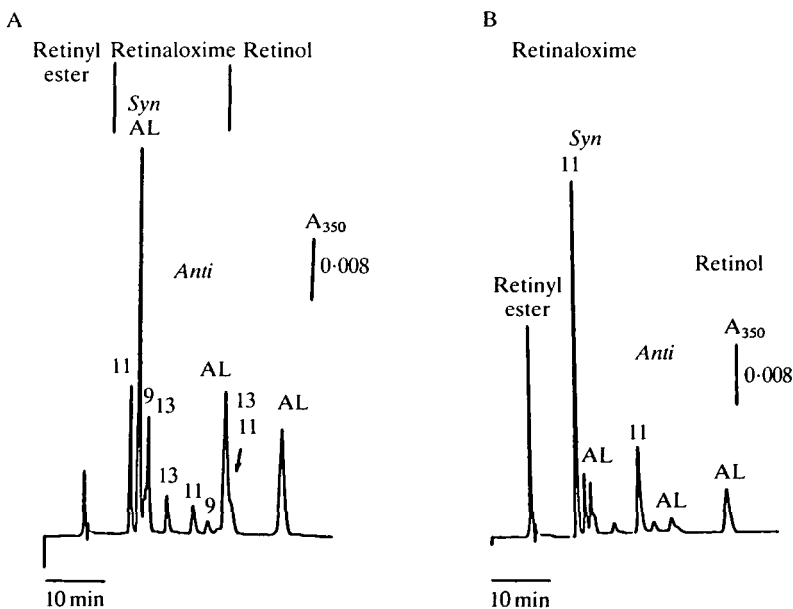 A
Retinyl ester
Retinaloxime
Retinol
Syn
AL
A350
0·008
Anti
11
9
13
13
11
9
AL
13
11
AL
10 min
B
Retinaloxime
Syn
11
Retinol
Retinyl ester
A350
0·008
Anti
AL
11
AL
AL
10 min